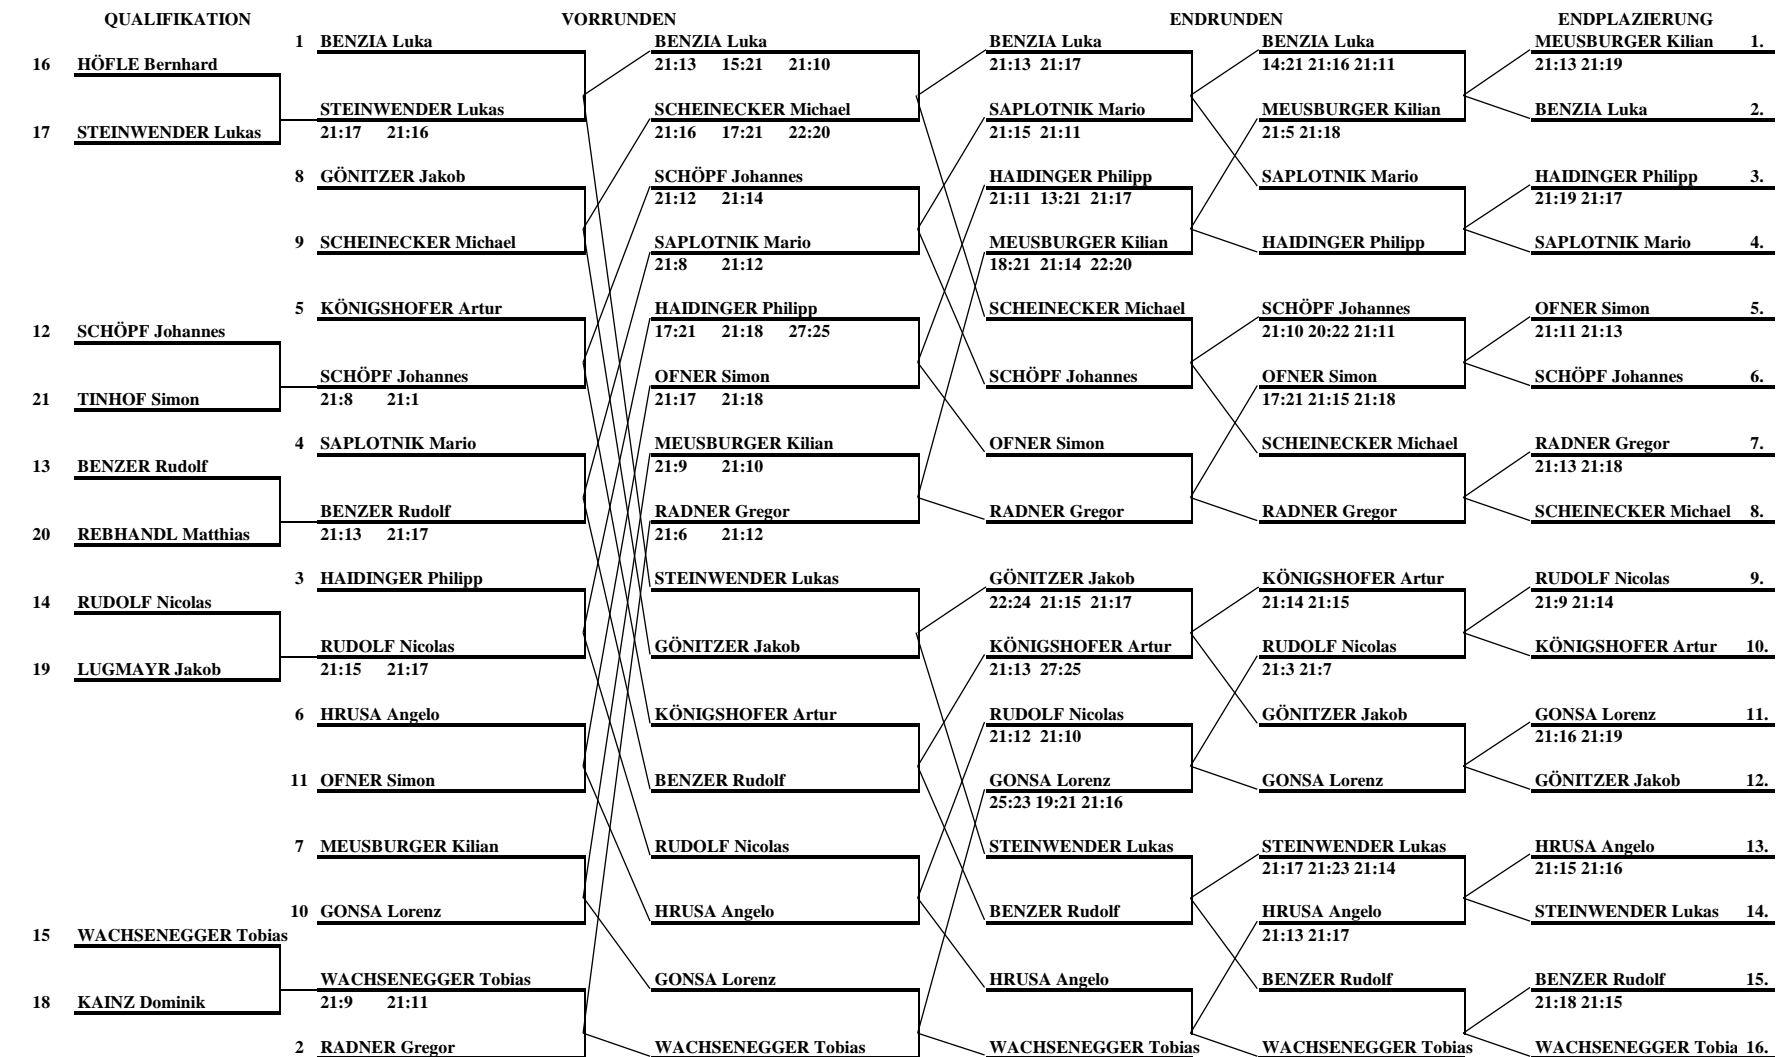 QUALIFIKATION VORRUNDEN ENDRUNDEN ENDPLAZIERUNG
1 BENZIA Luka BENZIA Luka BENZIA Luka BENZIA Luka MEUSBURGER Kilian 1.
16 HÖFLE Bernhard 21:13 15:21 21:10 21:13 21:17 14:21 21:16 21:11 21:13 21:19
STEINWENDER Lukas SCHEINECKER Michael SAPLOTNIK Mario MEUSBURGER Kilian BENZIA Luka 2.
17 STEINWENDER Lukas 21:17 21:16 21:16 17:21 22:20 21:15 21:11 21:5 21:18
8 GÖNITZER Jakob SCHÖPF Johannes HAIDINGER Philipp SAPLOTNIK Mario HAIDINGER Philipp 3.
21:12 21:14 21:11 13:21 21:17 21:19 21:17
9 SCHEINECKER Michael SAPLOTNIK Mario MEUSBURGER Kilian HAIDINGER Philipp SAPLOTNIK Mario 4.
21:8 21:12 18:21 21:14 22:20
5 KÖNIGSHOFER Artur HAIDINGER Philipp SCHEINECKER Michael SCHÖPF Johannes OFNER Simon 5.
12 SCHÖPF Johannes 17:21 21:18 27:25 21:10 20:22 21:11 21:11 21:13
SCHÖPF Johannes OFNER Simon SCHÖPF Johannes OFNER Simon SCHÖPF Johannes 6.
21 TINHOF Simon 21:8 21:1 21:17 21:18 17:21 21:15 21:18
4 SAPLOTNIK Mario MEUSBURGER Kilian OFNER Simon SCHEINECKER Michael RADNER Gregor 7.
13 BENZER Rudolf 21:9 21:10 21:13 21:18
BENZER Rudolf RADNER Gregor RADNER Gregor RADNER Gregor SCHEINECKER Michael 8.
20 REBHANDL Matthias 21:13 21:17 21:6 21:12
3 HAIDINGER Philipp STEINWENDER Lukas GÖNITZER Jakob KÖNIGSHOFER Artur RUDOLF Nicolas 9.
14 RUDOLF Nicolas 22:24 21:15 21:17 21:14 21:15 21:9 21:14
RUDOLF Nicolas GÖNITZER Jakob KÖNIGSHOFER Artur RUDOLF Nicolas KÖNIGSHOFER Artur 10.
19 LUGMAYR Jakob 21:15 21:17 21:13 27:25 21:3 21:7
6 HRUSA Angelo KÖNIGSHOFER Artur RUDOLF Nicolas GÖNITZER Jakob GONSA Lorenz 11.
21:12 21:10 21:16 21:19
11 OFNER Simon BENZER Rudolf GONSA Lorenz GONSA Lorenz GÖNITZER Jakob 12.
25:23 19:21 21:16
7 MEUSBURGER Kilian RUDOLF Nicolas STEINWENDER Lukas STEINWENDER Lukas HRUSA Angelo 13.
21:17 21:23 21:14 21:15 21:16
10 GONSA Lorenz HRUSA Angelo BENZER Rudolf HRUSA Angelo STEINWENDER Lukas 14.
15 WACHSENEGGER Tobias 21:13 21:17
WACHSENEGGER Tobias GONSA Lorenz HRUSA Angelo BENZER Rudolf BENZER Rudolf 15.
18 KAINZ Dominik 21:9 21:11 21:18 21:15
2 RADNER Gregor WACHSENEGGER Tobias WACHSENEGGER Tobias WACHSENEGGER Tobias WACHSENEGGER Tobia 16.